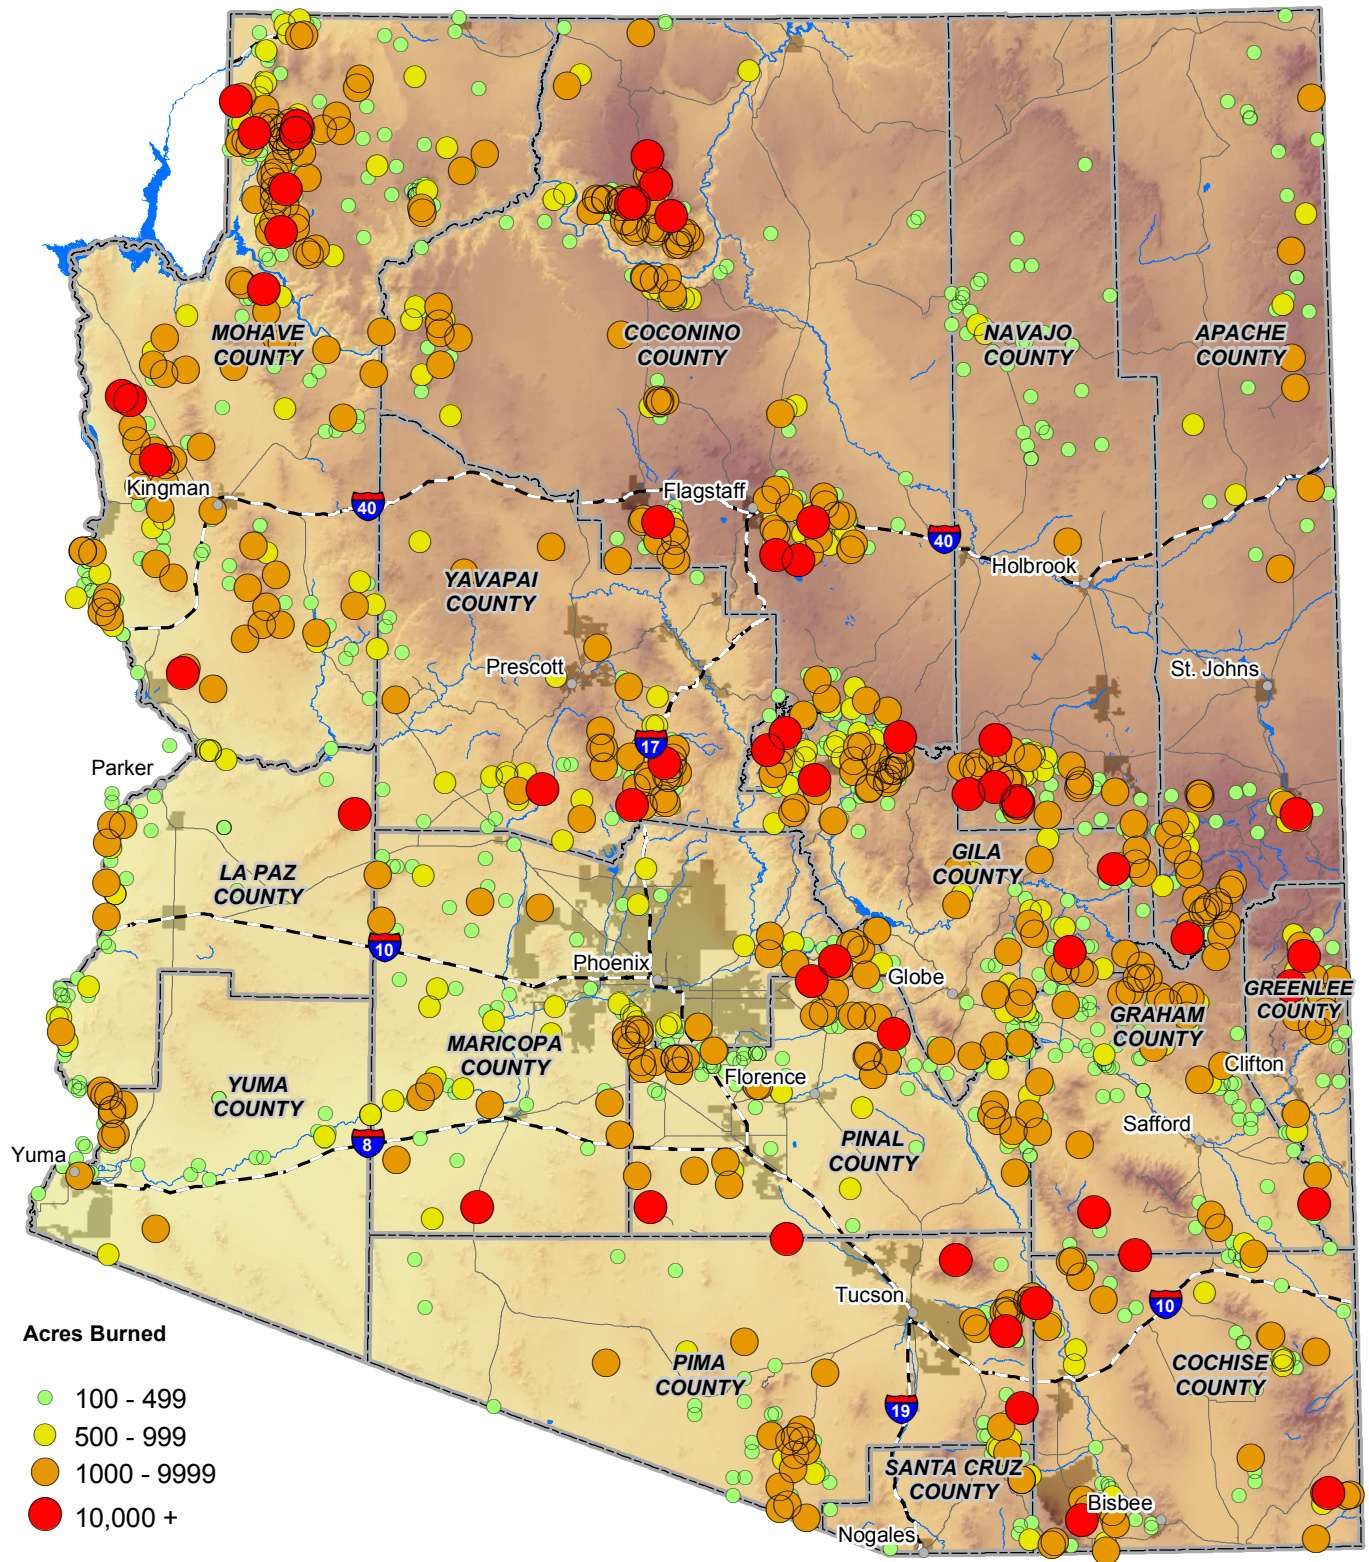 MOHAVE
COUNTY
COCONINO
COUNTY
NAVAJO
COUNTY
APACHE
COUNTY
Kingman
40
Flagstaff
40
Holbrook
YAVAPAI
COUNTY
Prescott
St. Johns
17
Parker
LA PAZ
COUNTY
GILA
COUNTY
10
Phoenix
Globe
GREENLEE
COUNTY
GRAHAM
COUNTY
MARICOPA
COUNTY
Clifton
Florence
YUMA
COUNTY
Safford
PINAL
COUNTY
8
Yuma
Tucson
10
Acres Burned
PIMA
COUNTY
COCHISE
COUNTY
100 - 499
19
500 - 999
1000 - 9999
SANTA CRUZ
COUNTY
Bisbee
10,000 +
Nogales